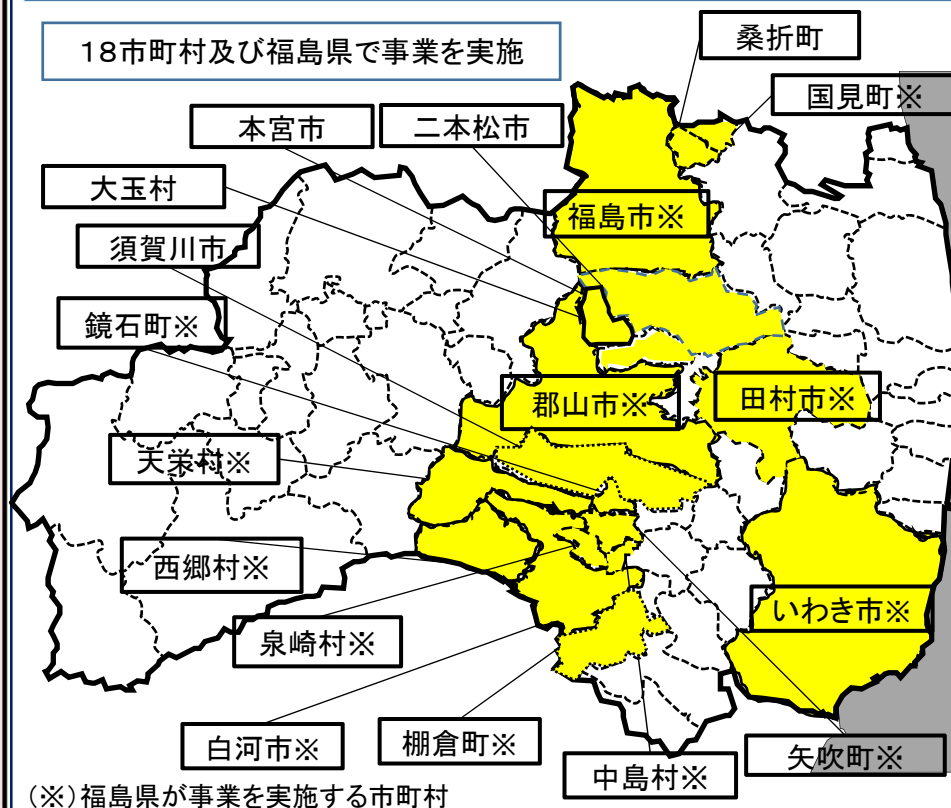 18市町村及び福島県で事業を実施
桑折町
国見町※
本宮市
二本松市
大玉村
福島市※
須賀川市
鏡石町※
郡山市※
田村市※
天栄村※
西郷村※
いわき市※
泉崎村※
白河市※
棚倉町※
中島村※
矢吹町※
(※)福島県が事業を実施する市町村